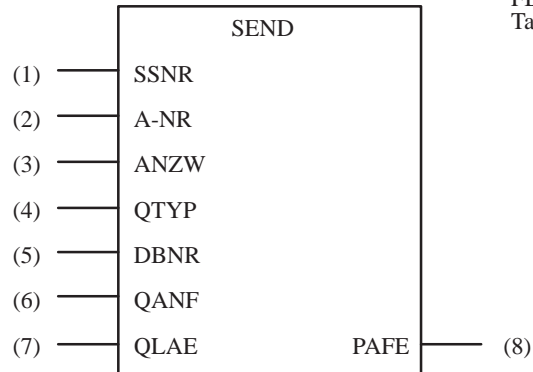 SEND
(1) SSNR
(2) A-NR
(3) ANZW
(4) QTYP
(5) DBNR
(6) QANF
(7) QLAE PAFE (8)